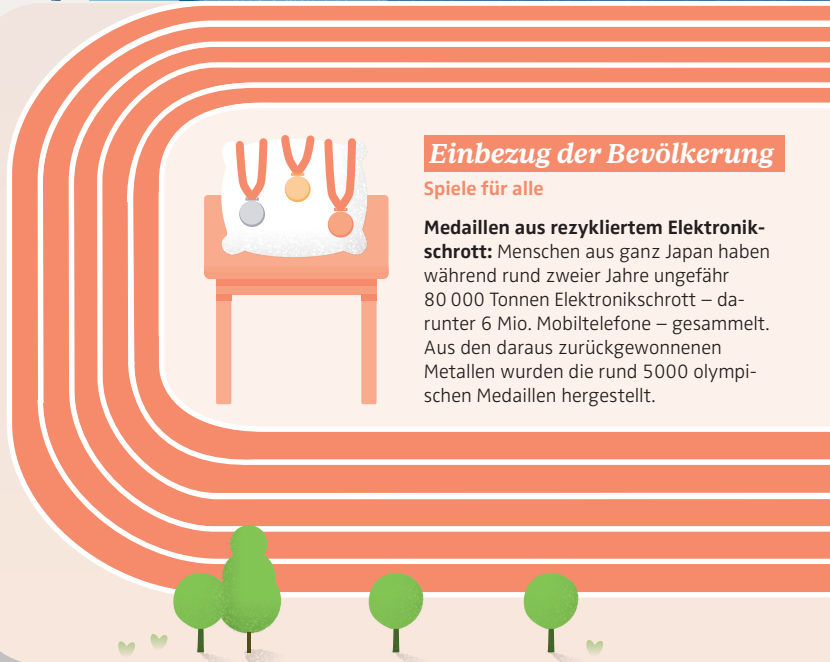 Einbezug der Bevölkerung
Spiele für alle
Medaillen aus rezykliertem Elektronik-
schrott: Menschen aus ganz Japan haben
während rund zweier Jahre ungefähr
80 000 Tonnen Elektronikschrott – da-
runter 6 Mio. Mobiltelefone – gesammelt.
Aus den daraus zurückgewonnenen
Metallen wurden die rund 5000 olympi-
schen Medaillen hergestellt.